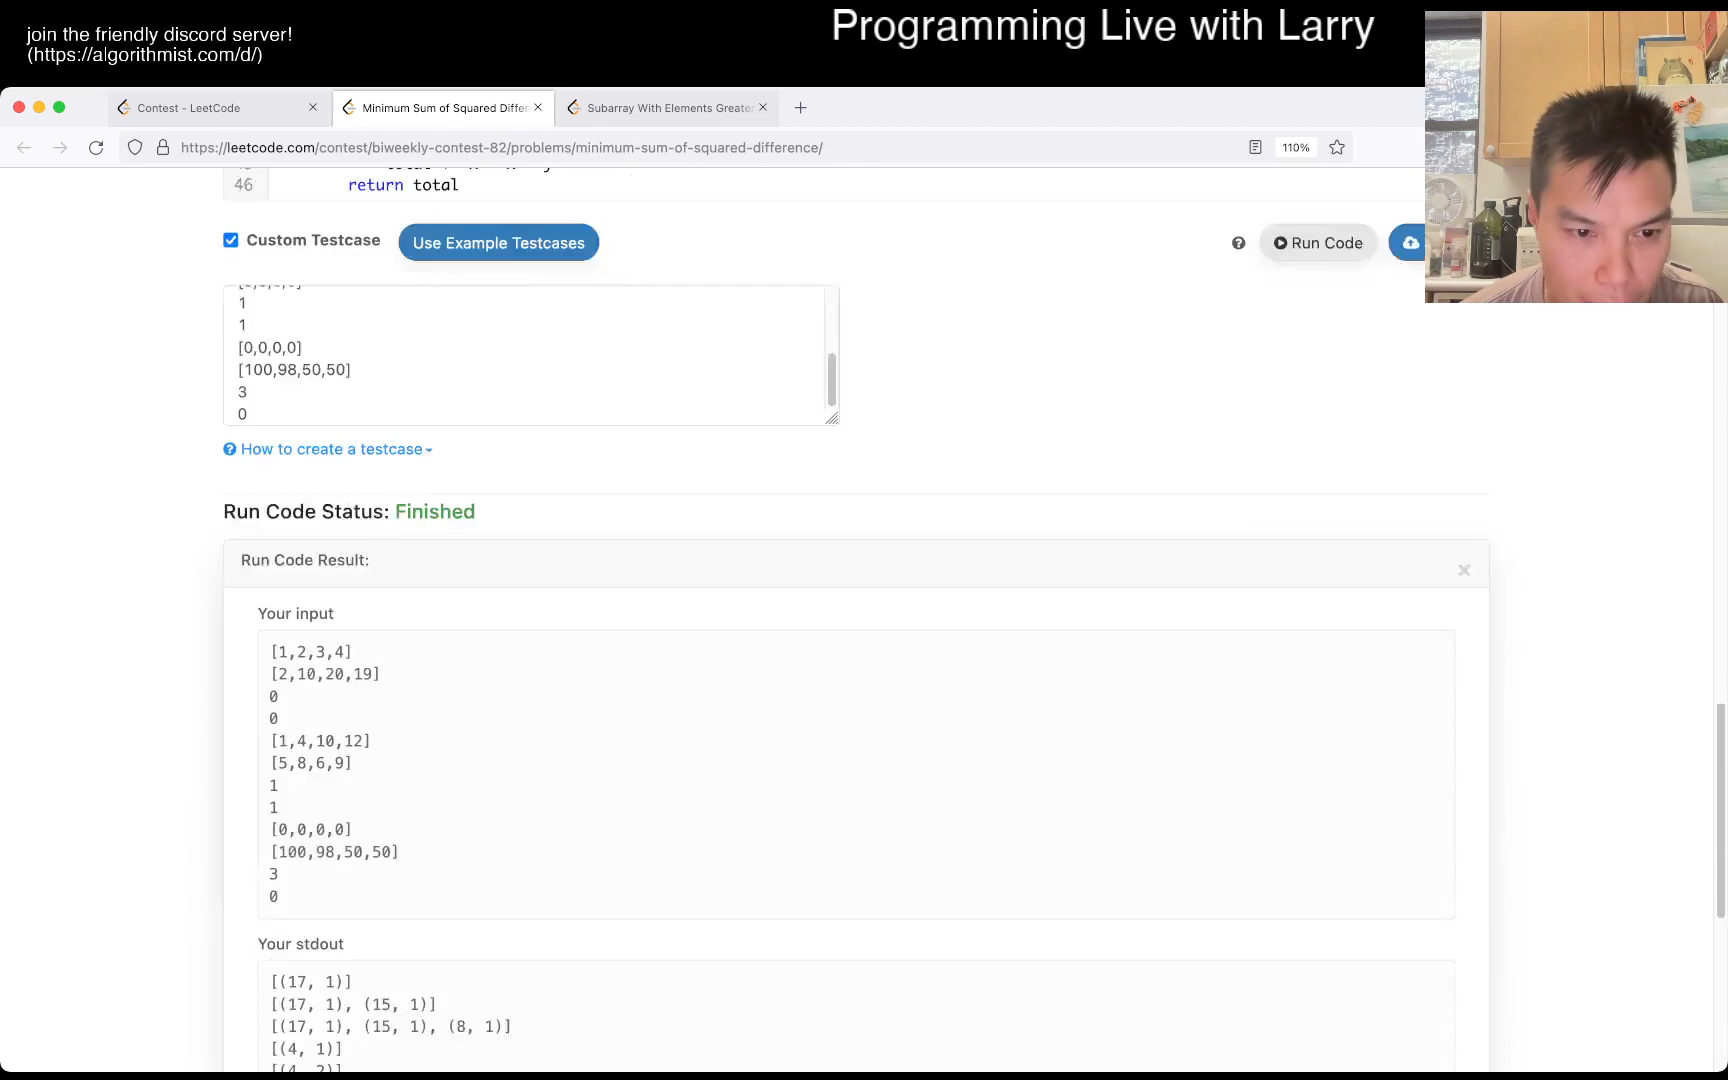 join the friendly discord server!
(https://algorithmist.com/d/)
Programming Live with Larry
Contest - LeetCode
Minimum Sum of Squared Differ
Subarray With Elements Greater
https://leetcode.com/contest/biweekly-contest-82/problems/minimum-sum-of-squared-difference/
110%
46 return total
Custom Testcase
Use Example Testcases
Run Code
1
1
[0,0,0,0]
[100,98,50,50]
3
0
How to create a testcase
Run Code Status: Finished
Run Code Result:
Your input
[1,2,3,4]
[2,10,20,19]
0
0
[1,4,10,12]
[5,8,6,9]
1
1
[0,0,0,0]
[100,98,50,50]
3
0
Your stdout
[(17, 1)]
[(17, 1), (15, 1)]
[(17, 1), (15, 1), (8, 1)]
[(4, 1)]